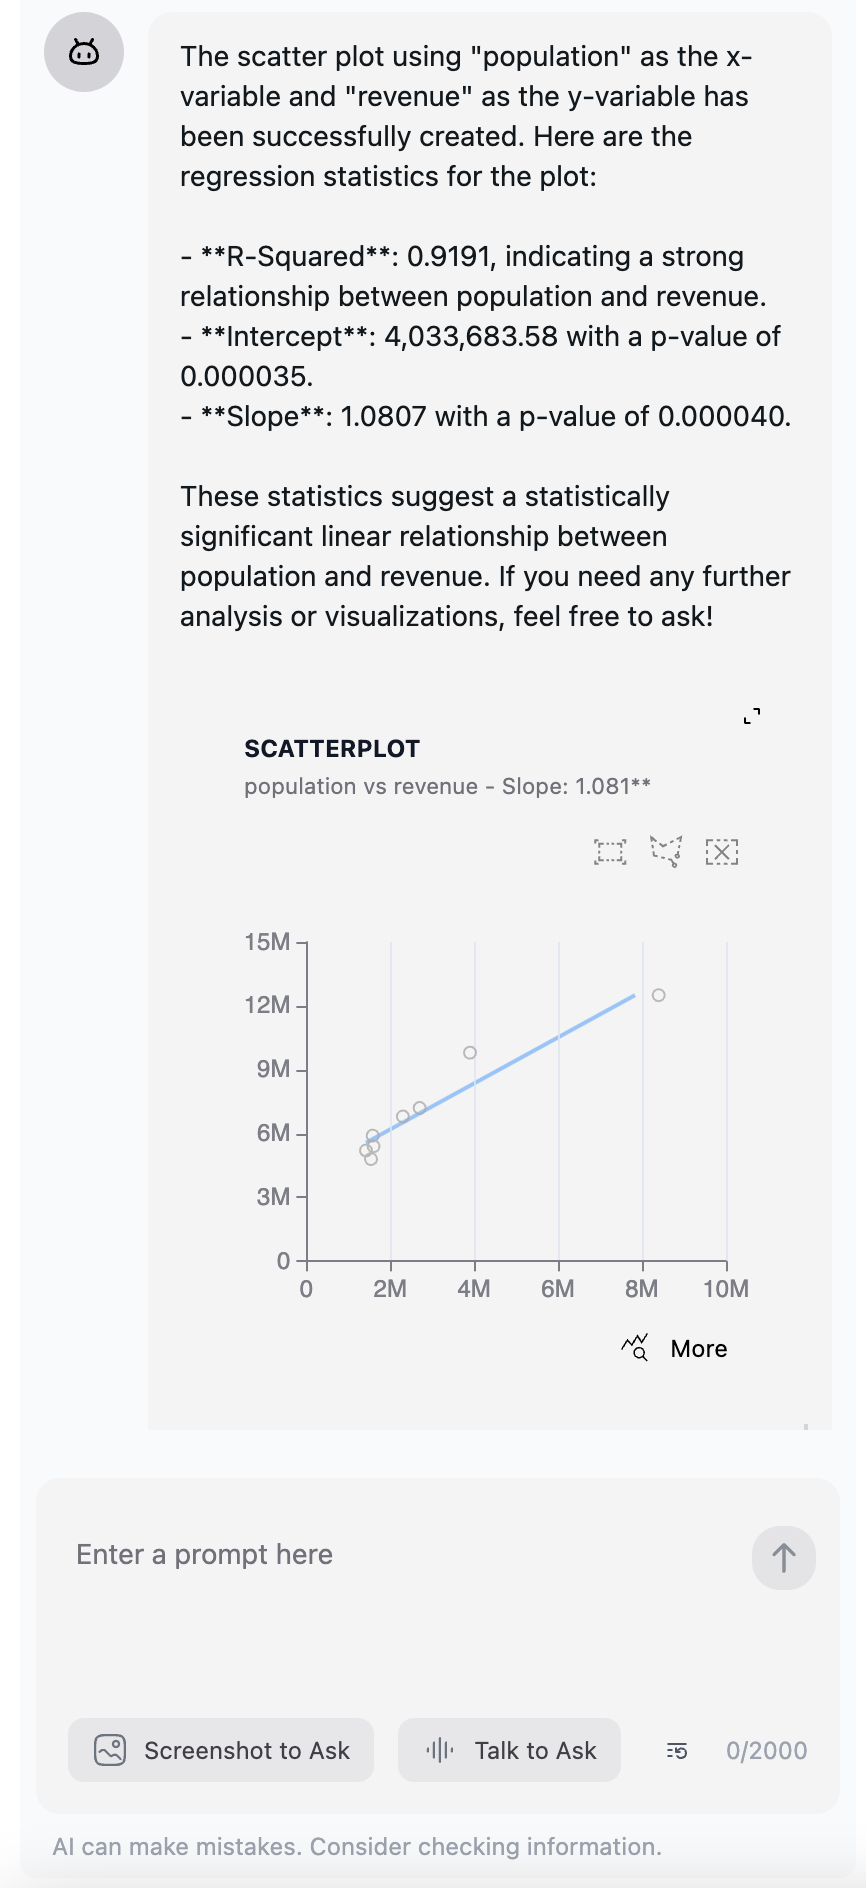 The scatter plot using "population" as the x-
variable and "revenue" as the y-variable has
been successfully created. Here are the
regression statistics for the plot:
- **R-Squared**: 0.9191, indicating a strong
relationship between population and revenue.
- **Intercept**: 4,033,683.58 with a p-value of
0.000035.
- **Slope**: 1.0807 with a p-value of 0.000040.
These statistics suggest a statistically
significant linear relationship between
population and revenue. If you need any further
analysis or visualizations, feel free to ask!
SCATTERPLOT
population vs revenue - Slope: 1.081**
15M
12M
9M
6M
3M
0
0 2M 4M 6M 8M 10M
More
Enter a prompt here
Screenshot to Ask Talk to Ask 0/2000
AI can make mistakes. Consider checking information.